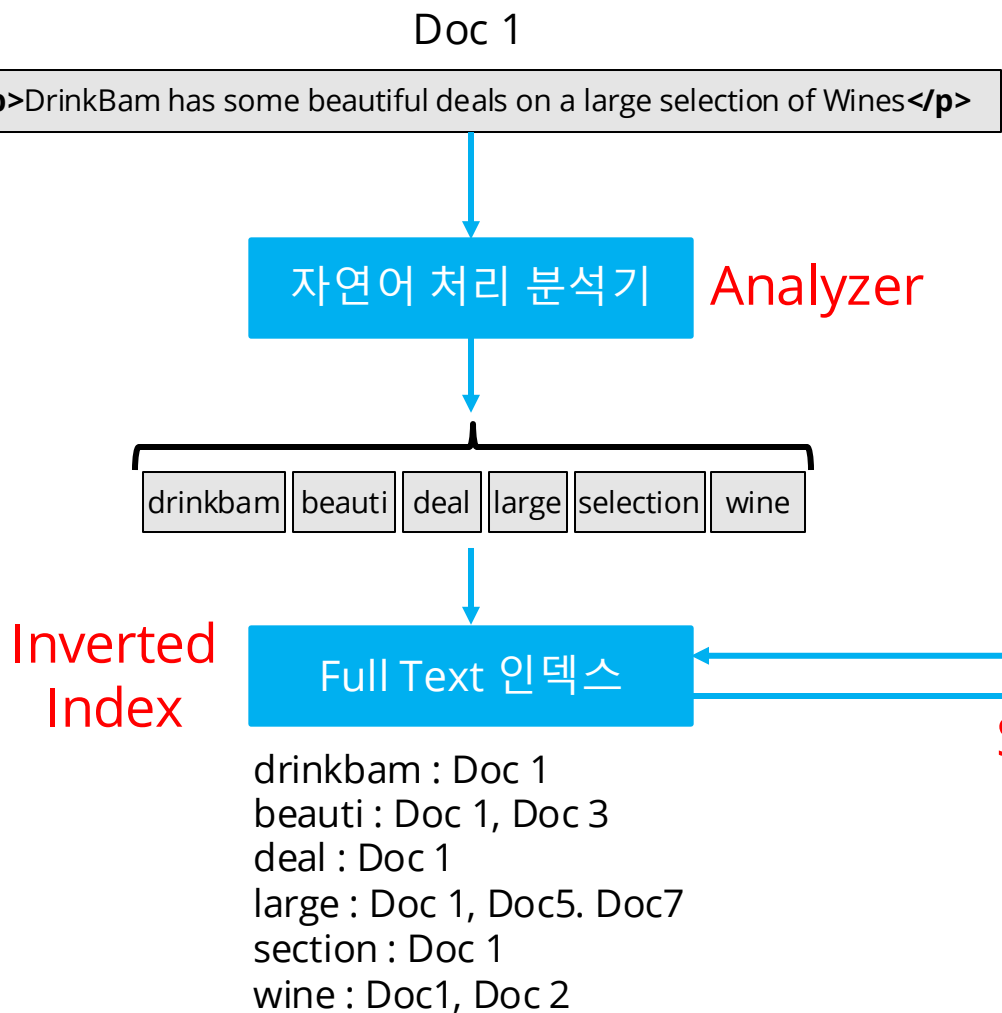 Doc 1
p>DrinkBam has some beautiful deals on a large selection of Wines</p>
자연어 처리 분석기
Analyzer
drinkbam beauti deal large selection wine
Inverted
Index
Full Text 인덱스
S
drinkbam : Doc 1
beauti : Doc 1, Doc 3
deal : Doc 1
large : Doc 1, Doc5. Doc7
section : Doc 1
wine : Doc1, Doc 2